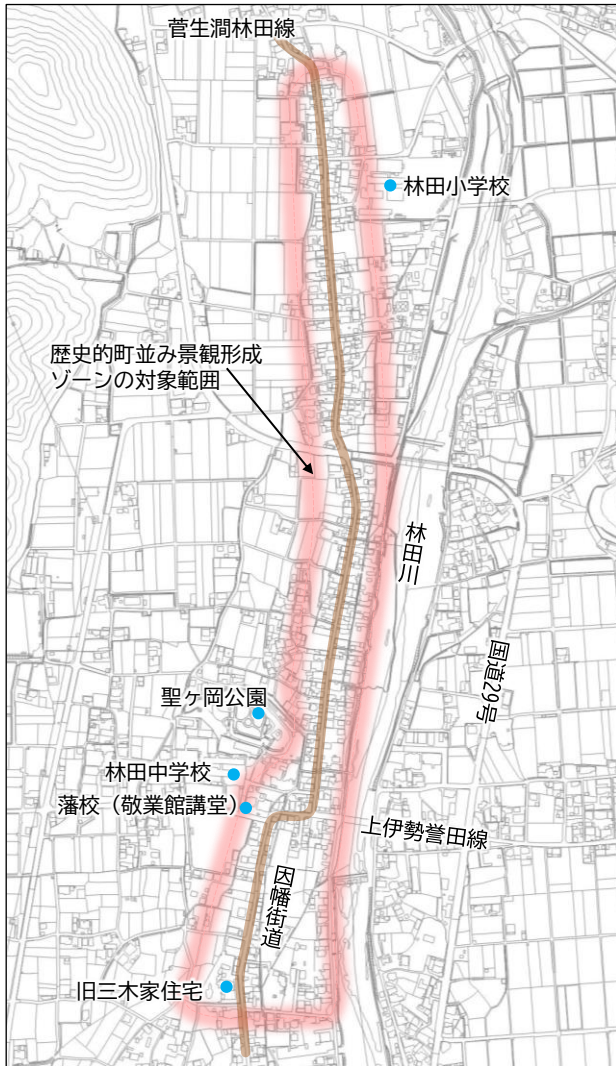 菅生澗林田線
林田小学校
歴史的町並み景観形成
ゾーンの対象範囲
林田川
国道29号
聖ヶ岡公園
林田中学校
藩校（敬業館講堂）
上伊勢誉田線
因幡街道
旧三木家住宅